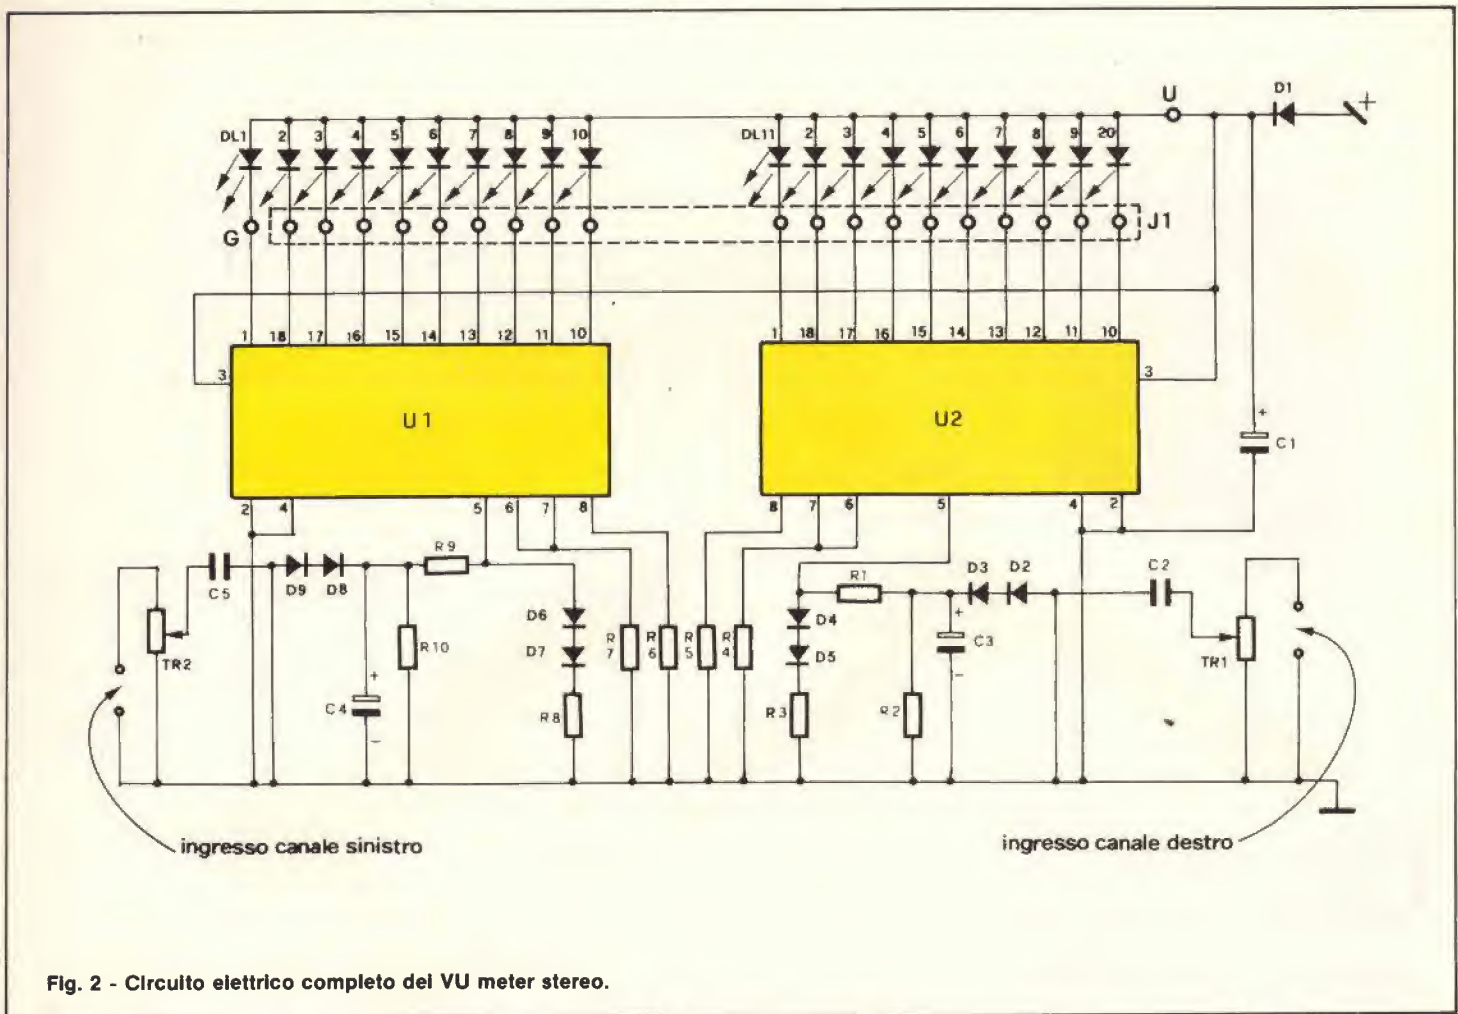 U D1 +
DL1 2 3 4 5 6 7 8 9 10 DL11 2 3 4 5 6 7 8 9 20
G J1
1 18 17 16 15 14 13 12 11 10 1 18 17 16 15 14 13 12 11 10
3 3
U1 U2
+ C1
2 4 5 6 7 8 8 7 6 5 4 2
C5 D9 D8 R9 R1 D3 D2 C2
TR2 R10 D6 R7 R6 R5 R4 D4 + C3 TR1
D7 D5
+ C4 − R8 R3 R2 −
ingresso canale sinistro
ingresso canale destro
Fig. 2 - Circuito elettrico completo del VU meter stereo.